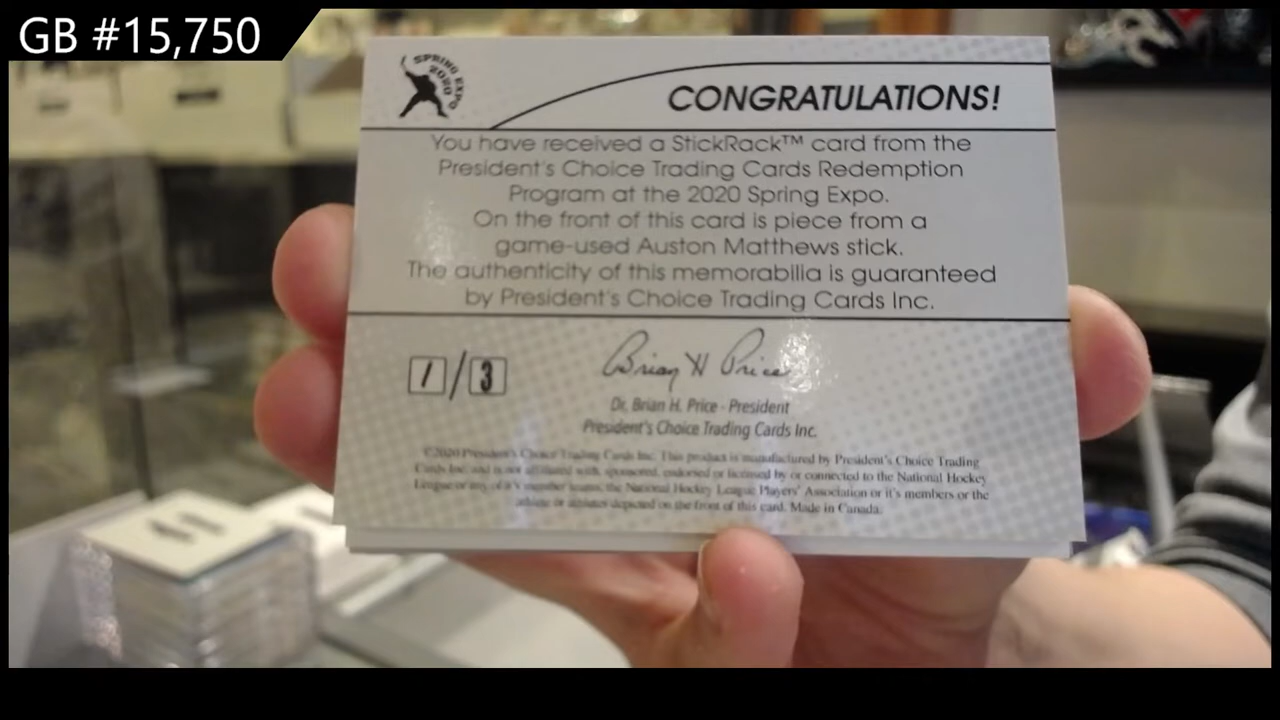 GB #15,750
SPRING EXPO
2020
CONGRATULATIONS!
You have received a StickRack™ card from the
President's Choice Trading Cards Redemption
Program at the 2020 Spring Expo.
On the front of this card is piece from a
game-used Auston Matthews stick.
The authenticity of this memorabilia is guaranteed
by President's Choice Trading Cards Inc.
1/3
Brian H Price
Dr. Brian H. Price - President
President's Choice Trading Cards Inc.
©2020 President's Choice Trading Cards Inc. This product is manufactured by President's Choice Trading
Cards Inc. and is not affiliated with, sponsored, endorsed or licensed by or connected to the National Hockey
League or any of it's member teams, the National Hockey League Players' Association or it's members or the
athlete or athletes depicted on the front of this card. Made in Canada.